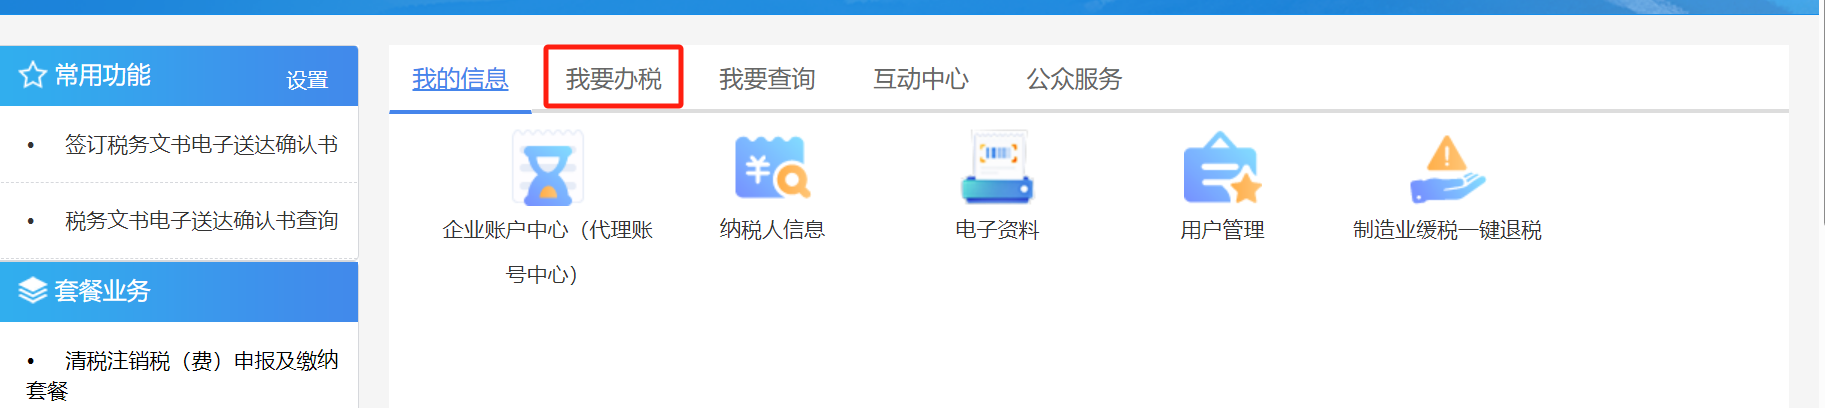 常用功能
设置
• 签订税务文书电子送达确认书
• 税务文书电子送达确认书查询
套餐业务
• 清税注销税（费）申报及缴纳
套餐
我的信息 我要办税 我要查询 互动中心 公众服务
企业账户中心（代理账
号中心）
纳税人信息
电子资料
用户管理
制造业缓税一键退税